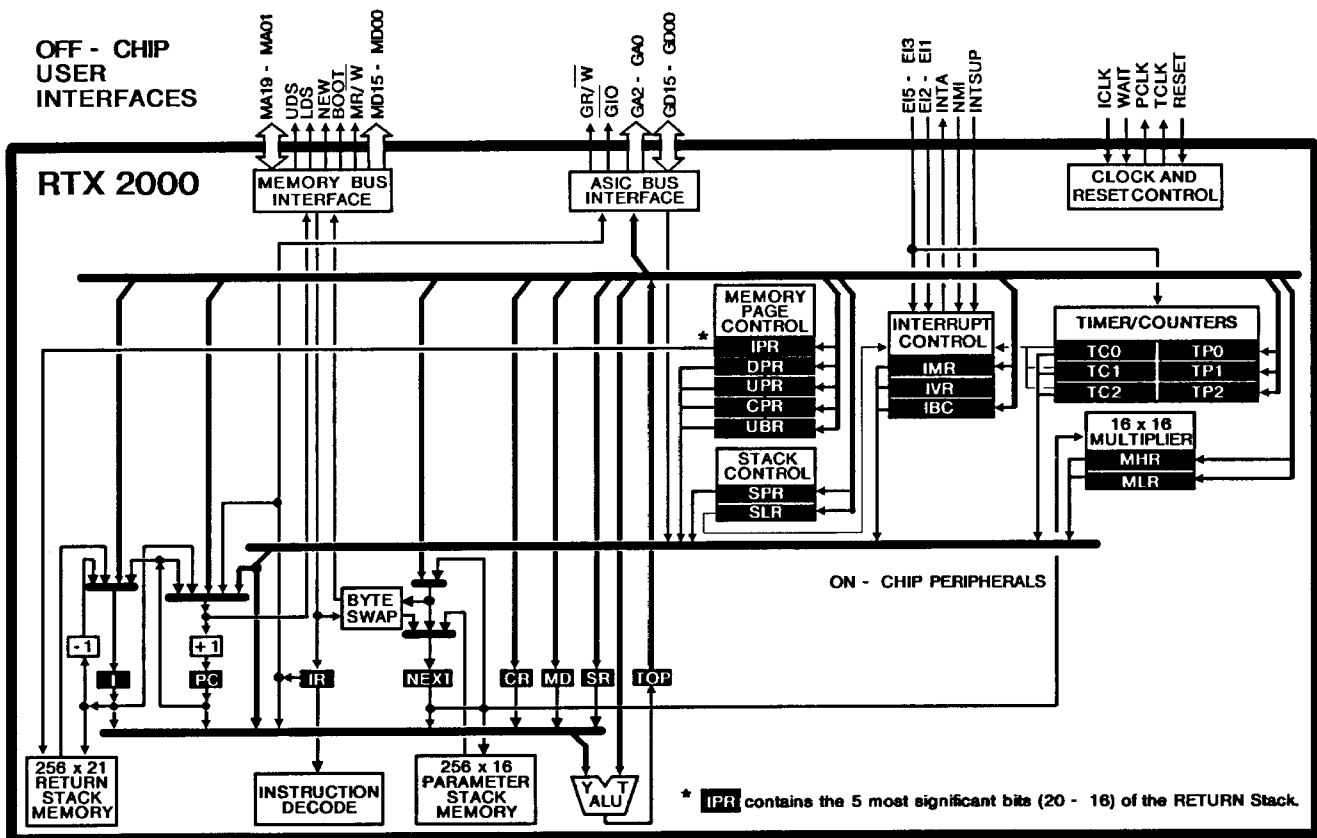 OFF - CHIP
USER
INTERFACES
MA19 - MA01
UDS
LDS
NEW
BOOT
MR/W
MD15 - MD00
GR/W
GIO
GA2 - GA0
GD15 - GD00
EI5 - EI3
EI2 - EI1
INTA
NMI
INTSUP
ICLK
WAIT
PCLK
TCLK
RESET
RTX 2000
MEMORY BUS
INTERFACE
ASIC BUS
INTERFACE
CLOCK AND
RESET CONTROL
MEMORY
PAGE
CONTROL
* IPR
DPR
UPR
CPR
UBR
INTERRUPT
CONTROL
IMR
IVR
IBC
TIMER/COUNTERS
TC0 TP0
TC1 TP1
TC2 TP2
16 x 16
MULTIPLIER
MHR
MLR
STACK
CONTROL
SPR
SLR
ON - CHIP PERIPHERALS
BYTE
SWAP
-1
+1
I
PC
IR
NEXT
CR
MD
SR
TOP
256 x 21
RETURN
STACK
MEMORY
INSTRUCTION
DECODE
256 x 16
PARAMETER
STACK
MEMORY
Y T
ALU
* IPR contains the 5 most significant bits (20 - 16) of the RETURN Stack.